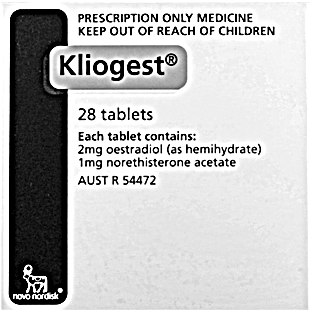 PRESCRIPTION ONLY MEDICINE
KEEP OUT OF REACH OF CHILDREN
Kliogest®
28 tablets
Each tablet contains:
2mg oestradiol (as hemihydrate)
1mg norethisterone acetate
AUST R 54472
novo nordisk®